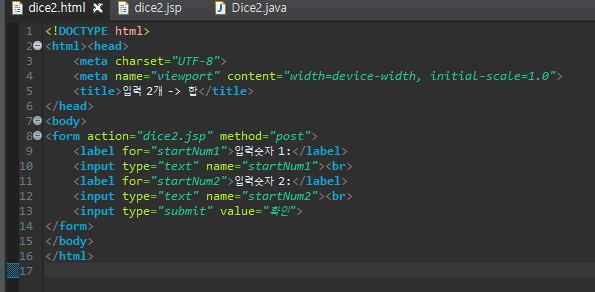 dice2.html dice2.jsp Dice2.java
1 <!DOCTYPE html>
2 <html><head>
3 <meta charset="UTF-8">
4 <meta name="viewport" content="width=device-width, initial-scale=1.0">
5 <title>입력 2개 -> 합</title>
6 </head>
7 <body>
8 <form action="dice2.jsp" method="post">
9 <label for="startNum1">입력숫자 1:</label>
10 <input type="text" name="startNum1"><br>
11 <label for="startNum2">입력숫자 2:</label>
12 <input type="text" name="startNum2"><br>
13 <input type="submit" value="확인">
14 </form>
15 </body>
16 </html>
17